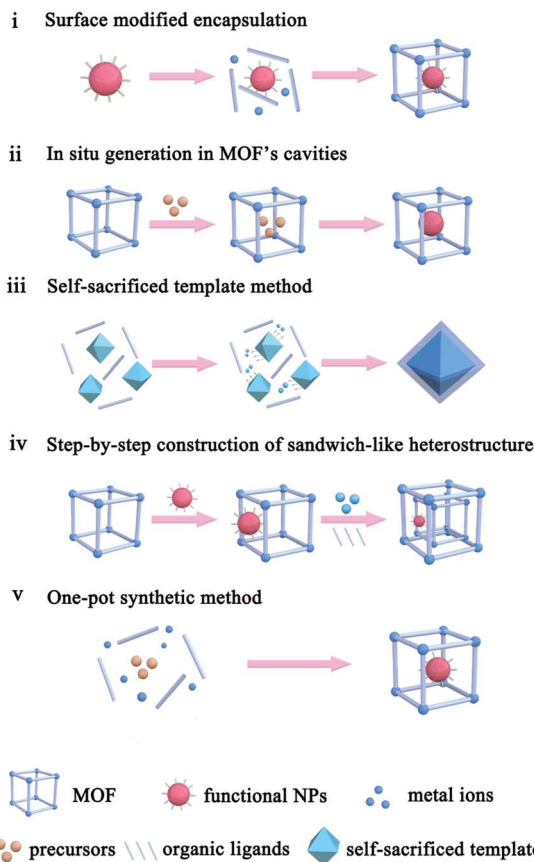 i Surface modified encapsulation
ii In situ generation in MOF's cavities
iii Self-sacrificed template method
iv Step-by-step construction of sandwich-like heterostructure
v One-pot synthetic method
MOF functional NPs metal ions
precursors organic ligands self-sacrificed template